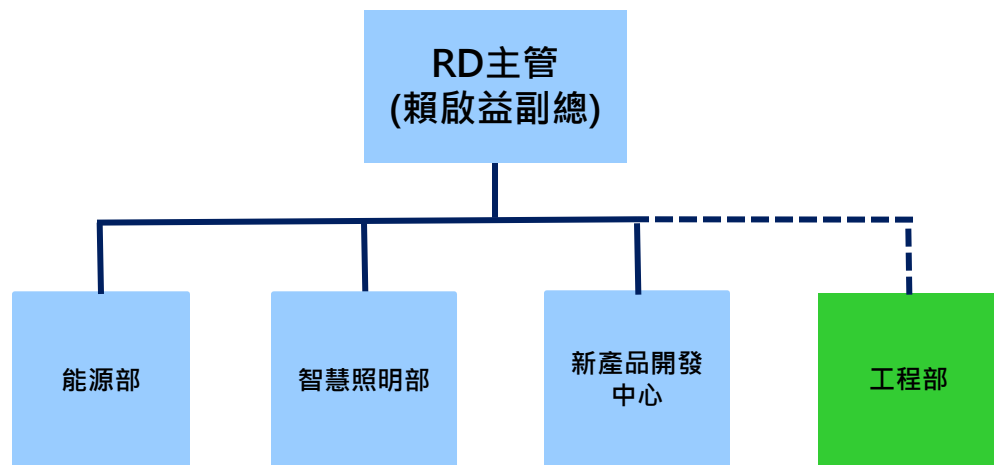 RD主管
(賴啟益副總)
能源部
智慧照明部
新產品開發
中心
工程部